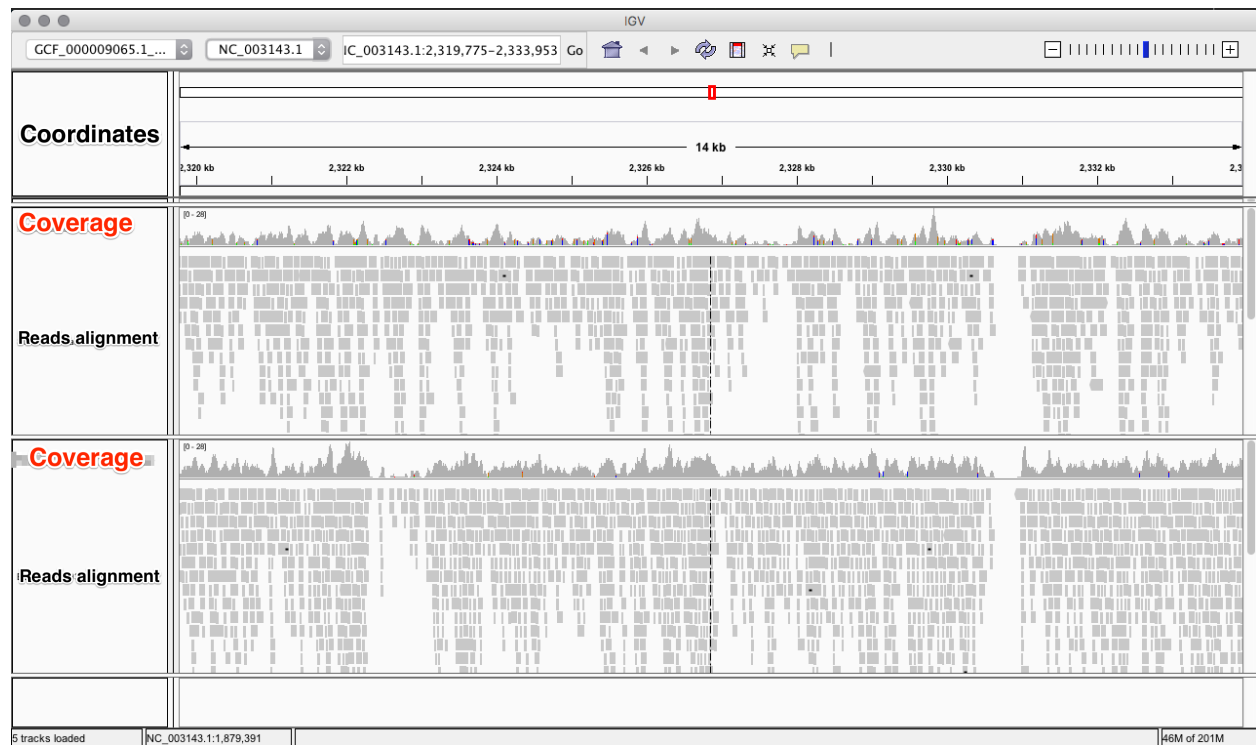 IGV
GCF_000009065.1_...
NC_003143.1
IC_003143.1:2,319,775-2,333,953
Go
Coordinates
14 kb
2,320 kb
2,322 kb
2,324 kb
2,326 kb
2,328 kb
2,330 kb
2,332 kb
2,3
Coverage
[0 - 28]
Reads alignment
Coverage
[0 - 28]
Reads alignment
5 tracks loaded
NC_003143.1:1,879,391
46M of 201M